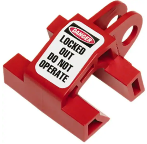 DANGER
LOCKED
OUT
DO NOT
OPERATE